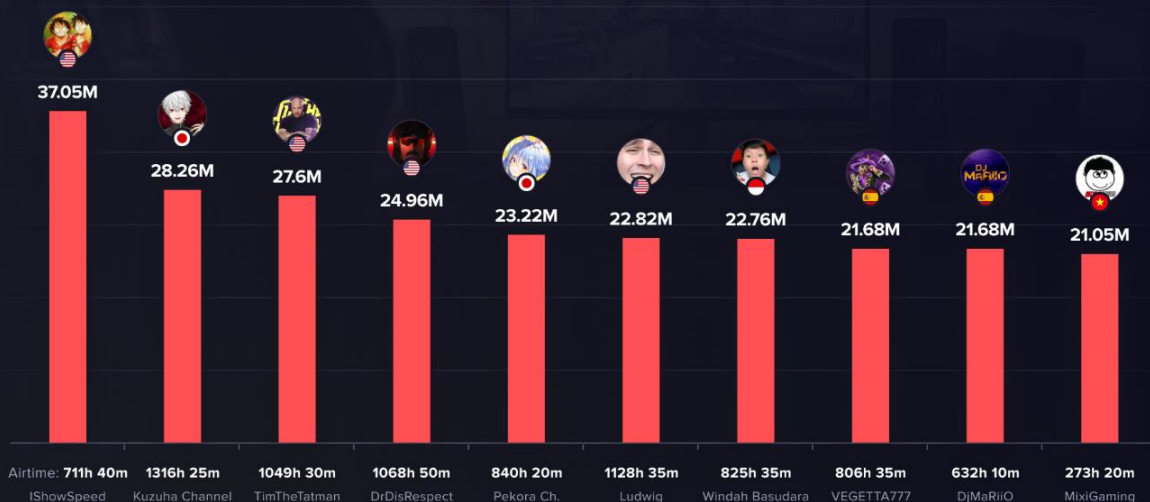 37.05M
28.26M
27.6M
24.96M
23.22M
22.82M
22.76M
21.68M
21.68M
21.05M
DJ
MARIIO
Airtime: 711h 40m 1316h 25m 1049h 30m 1068h 50m 840h 20m 1128h 35m 825h 35m 806h 35m 632h 10m 273h 20m
IShowSpeed Kuzuha Channel TimTheTatman DrDisRespect Pekora Ch. Ludwig Windah Basudara VEGETTA777 DjMaRiiO MixiGaming